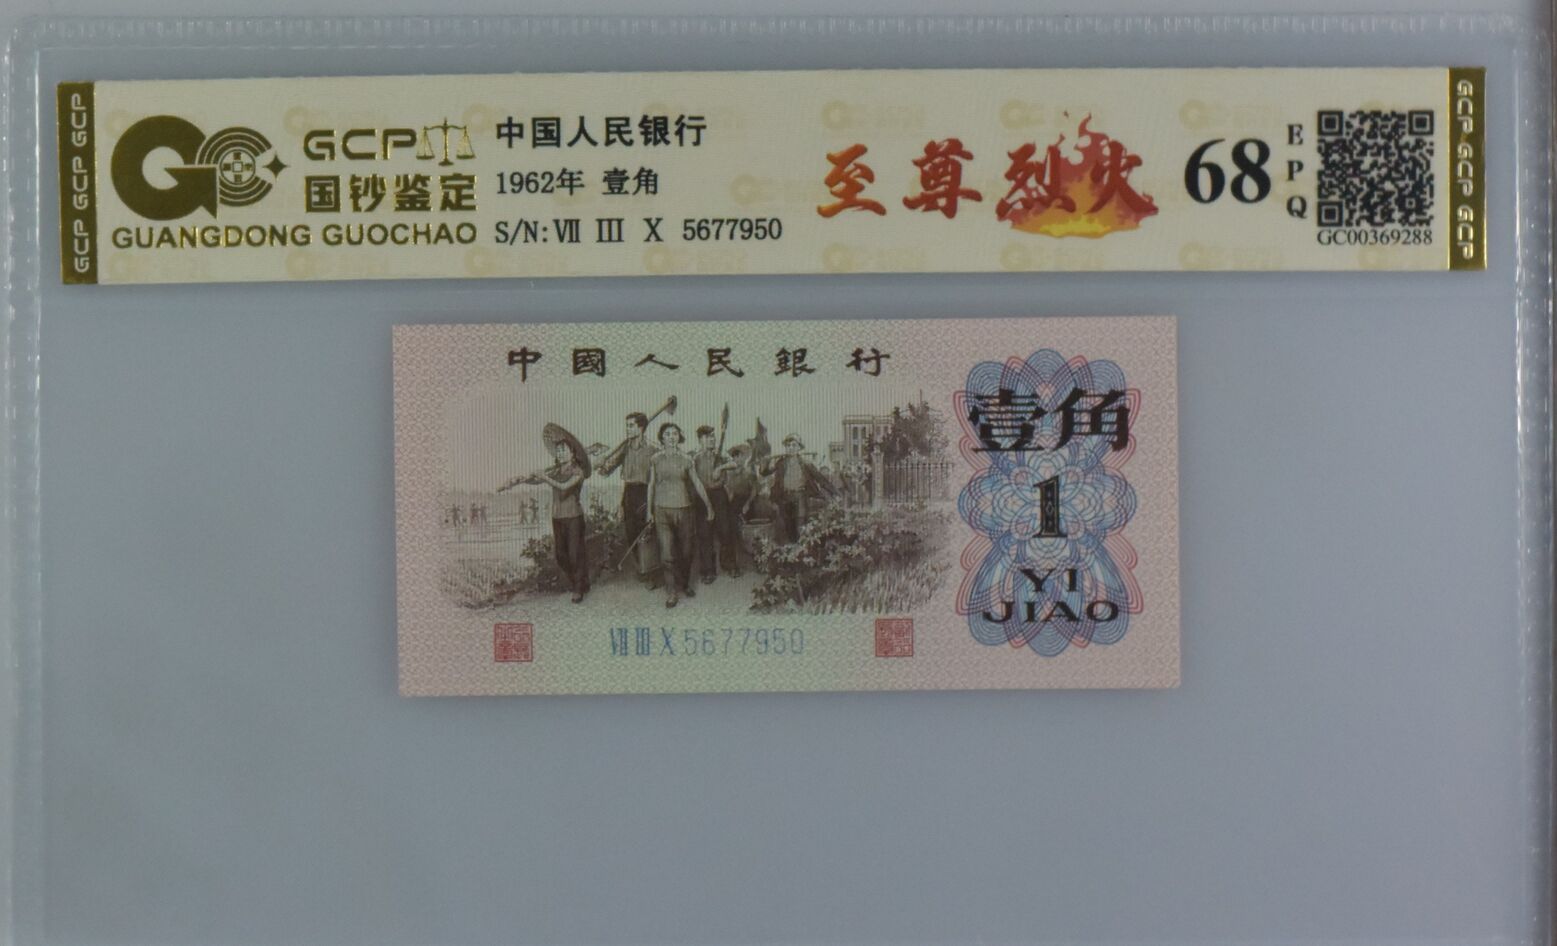 GCP GCP GCP
GCP
国钞鉴定
GUANGDONG GUOCHAO
中国人民银行
1962年 壹角
S/N: Ⅶ Ⅲ X 5677950
至尊烈火
68
EPQ
GC00369288
GCP GCP GCP
中國人民銀行
壹角
1
YI
JIAO
Ⅶ Ⅲ X 5677950